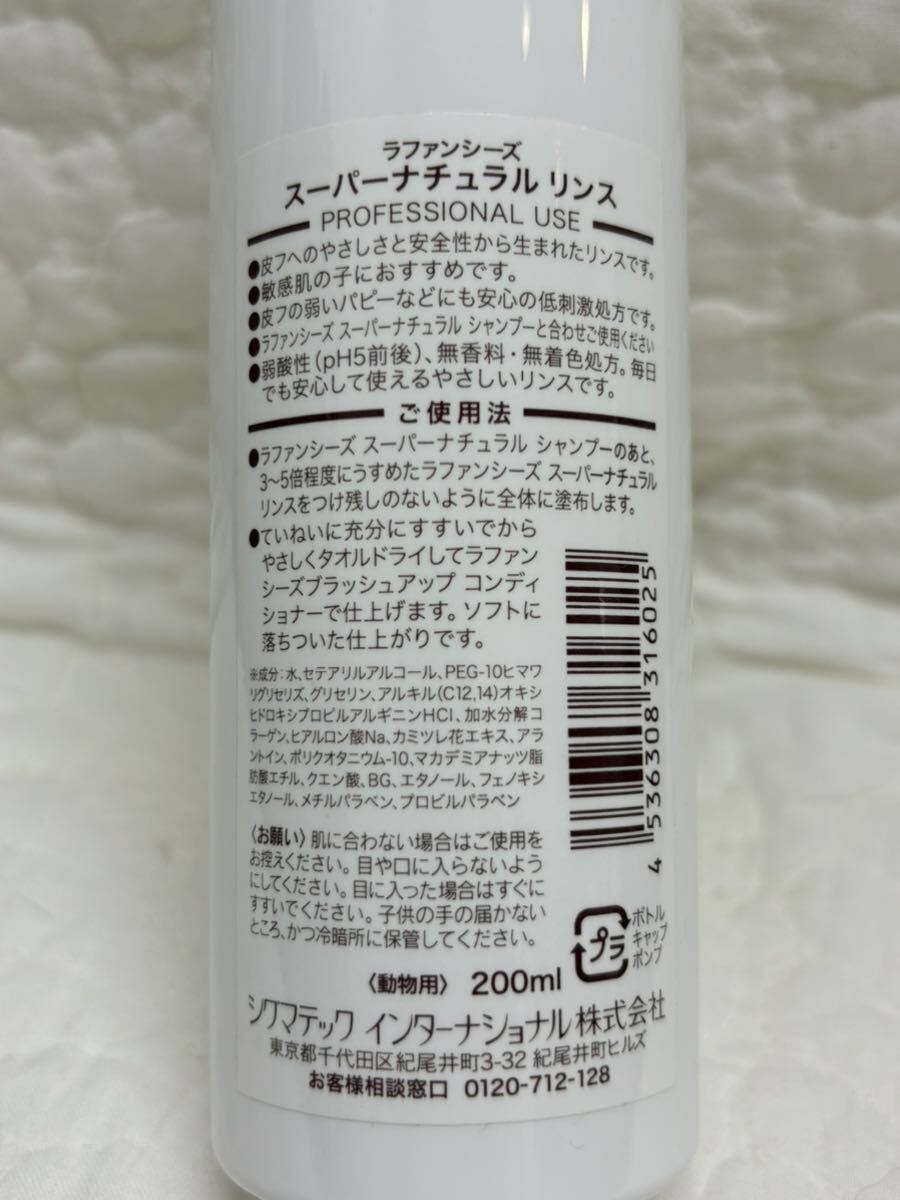 ラファンシーズ
スーパーナチュラル リンス
PROFESSIONAL USE
●皮フへのやさしさと安全性から生まれたリンスです。
●敏感肌の子におすすめです。
●皮フの弱いパピーなどにも安心の低刺激処方です。
●ラファンシーズ スーパーナチュラル シャンプーと合わせご使用ください
●弱酸性(pH5前後)、無香料・無着色処方。毎日
でも安心して使えるやさしいリンスです。
ご使用法
●ラファンシーズ スーパーナチュラル シャンプーのあと、
3〜5倍程度にうすめたラファンシーズ スーパーナチュラル
リンスをつけ残しのないように全体に塗布します。
●ていねいに充分にすすいでから
やさしくタオルドライしてラファン
シーズブラッシュアップ コンディ
ショナーで仕上げます。ソフトに
落ちついた仕上がりです。
※成分:水、セテアリルアルコール、PEG-10ヒマワ
リグリセリズ、グリセリン、アルキル(C12,14)オキシ
ヒドロキシプロピルアルギニンHCl、加水分解コ
ラーゲン、ヒアルロン酸Na、カミツレ花エキス、アラ
ントイン、ポリクオタニウム-10、マカデミアナッツ脂
肪酸エチル、クエン酸、BG、エタノール、フェノキシ
エタノール、メチルパラベン、プロピルパラベン
〈お願い〉肌に合わない場合はご使用を
お控えください。目や口に入らないよう
にしてください。目に入った場合はすぐに
すすいでください。子供の手の届かない
ところ、かつ冷暗所に保管してください。
4 536308 316025
プラ
ボトル
キャップ
ポンプ
〈動物用〉 200ml
シグマテック インターナショナル株式会社
東京都千代田区紀尾井町3-32 紀尾井町ヒルズ
お客様相談窓口 0120-712-128